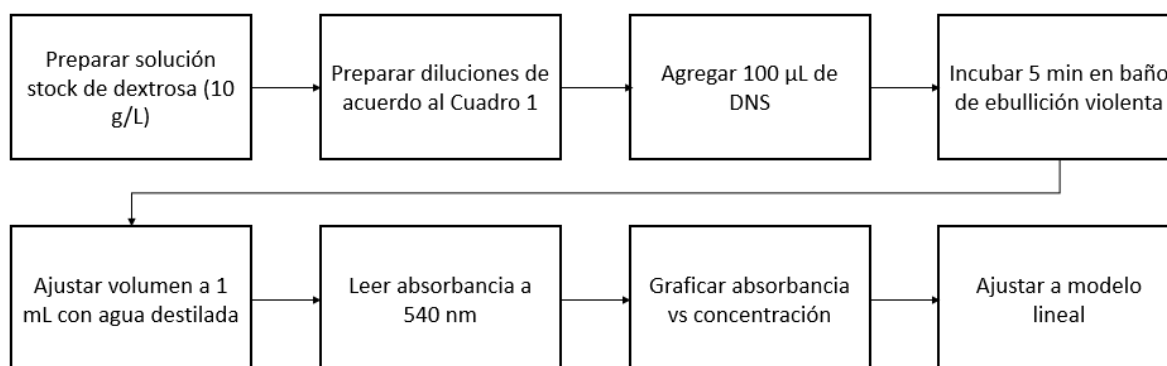 Preparar solución
stock de dextrosa (10
g/L)
Preparar diluciones de
acuerdo al Cuadro 1
Agregar 100 µL de
DNS
Incubar 5 min en baño
de ebullición violenta
Ajustar volumen a 1
mL con agua destilada
Leer absorbancia a
540 nm
Graficar absorbancia
vs concentración
Ajustar a modelo
lineal